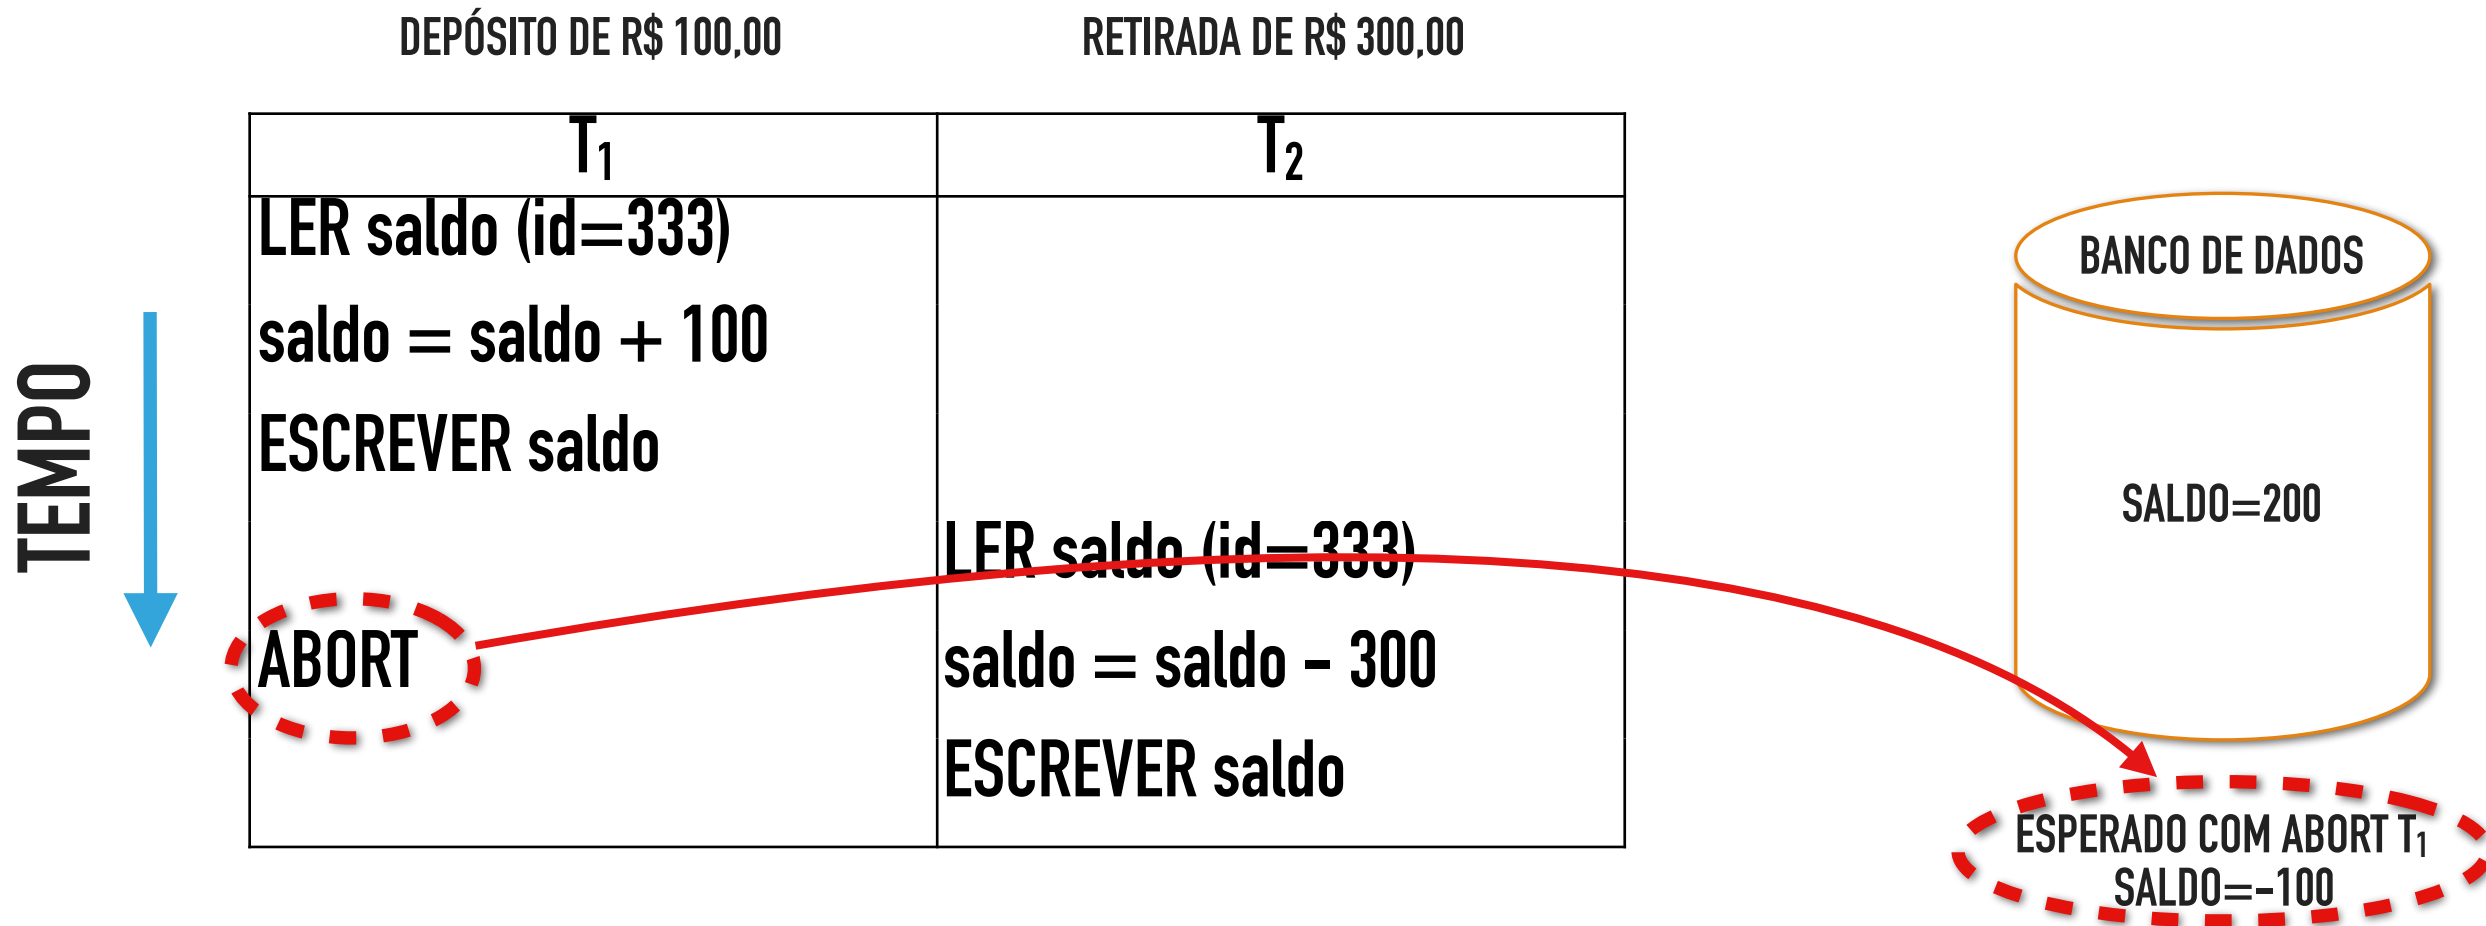 DEPÓSITO DE R$ 100,00
RETIRADA DE R$ 300,00
T1
T2
LER saldo (id=333)
saldo = saldo + 100
ESCREVER saldo
LER saldo (id=333)
ABORT
saldo = saldo - 300
ESCREVER saldo
TEMPO
BANCO DE DADOS
SALDO=200
ESPERADO COM ABORT T1
SALDO=-100